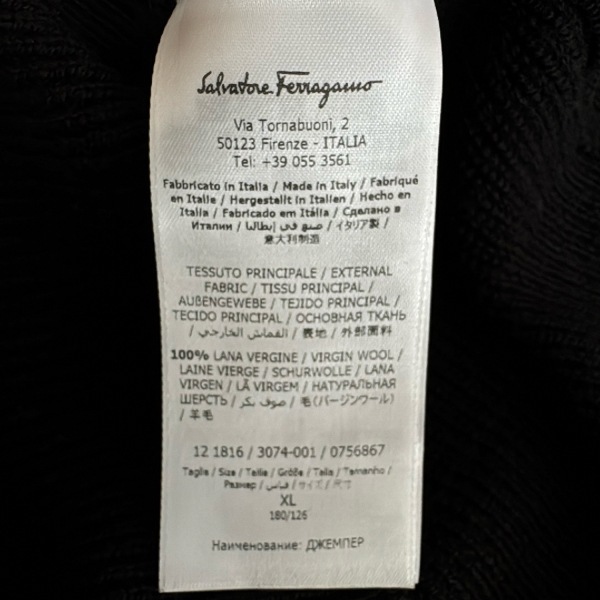 Salvatore Ferragamo
Via Tornabuoni, 2
50123 Firenze - ITALIA
Tel: +39 055 3561
Fabbricato in Italia / Made in Italy / Fabriqué
en Italie / Hergestellt in Italien / Hecho en
Italia / Fabricado em Itália / Сделано в
Италии / صنع في إيطاليا / イタリア製 /
意大利制造
TESSUTO PRINCIPALE / EXTERNAL
FABRIC / TISSU PRINCIPAL /
AUßENGEWEBE / TEJIDO PRINCIPAL /
TECIDO PRINCIPAL / ОСНОВНАЯ ТКАНЬ
/ القماش الخارجي / 表地 / 外部面料
100% LANA VERGINE / VIRGIN WOOL /
LAINE VIERGE / SCHURWOLLE / LANA
VIRGEN / LÃ VIRGEM / НАТУРАЛЬНАЯ
ШЕРСТЬ / صوف بكر / 毛(バージンウール)
/ 羊毛
12 1816 / 3074-001 / 0756867
Taglia / Size / Taille / Größe / Talla / Tamanho /
Размер / قياس / サイズ / 尺寸
XL
180/126
Наименование: ДЖЕМПЕР